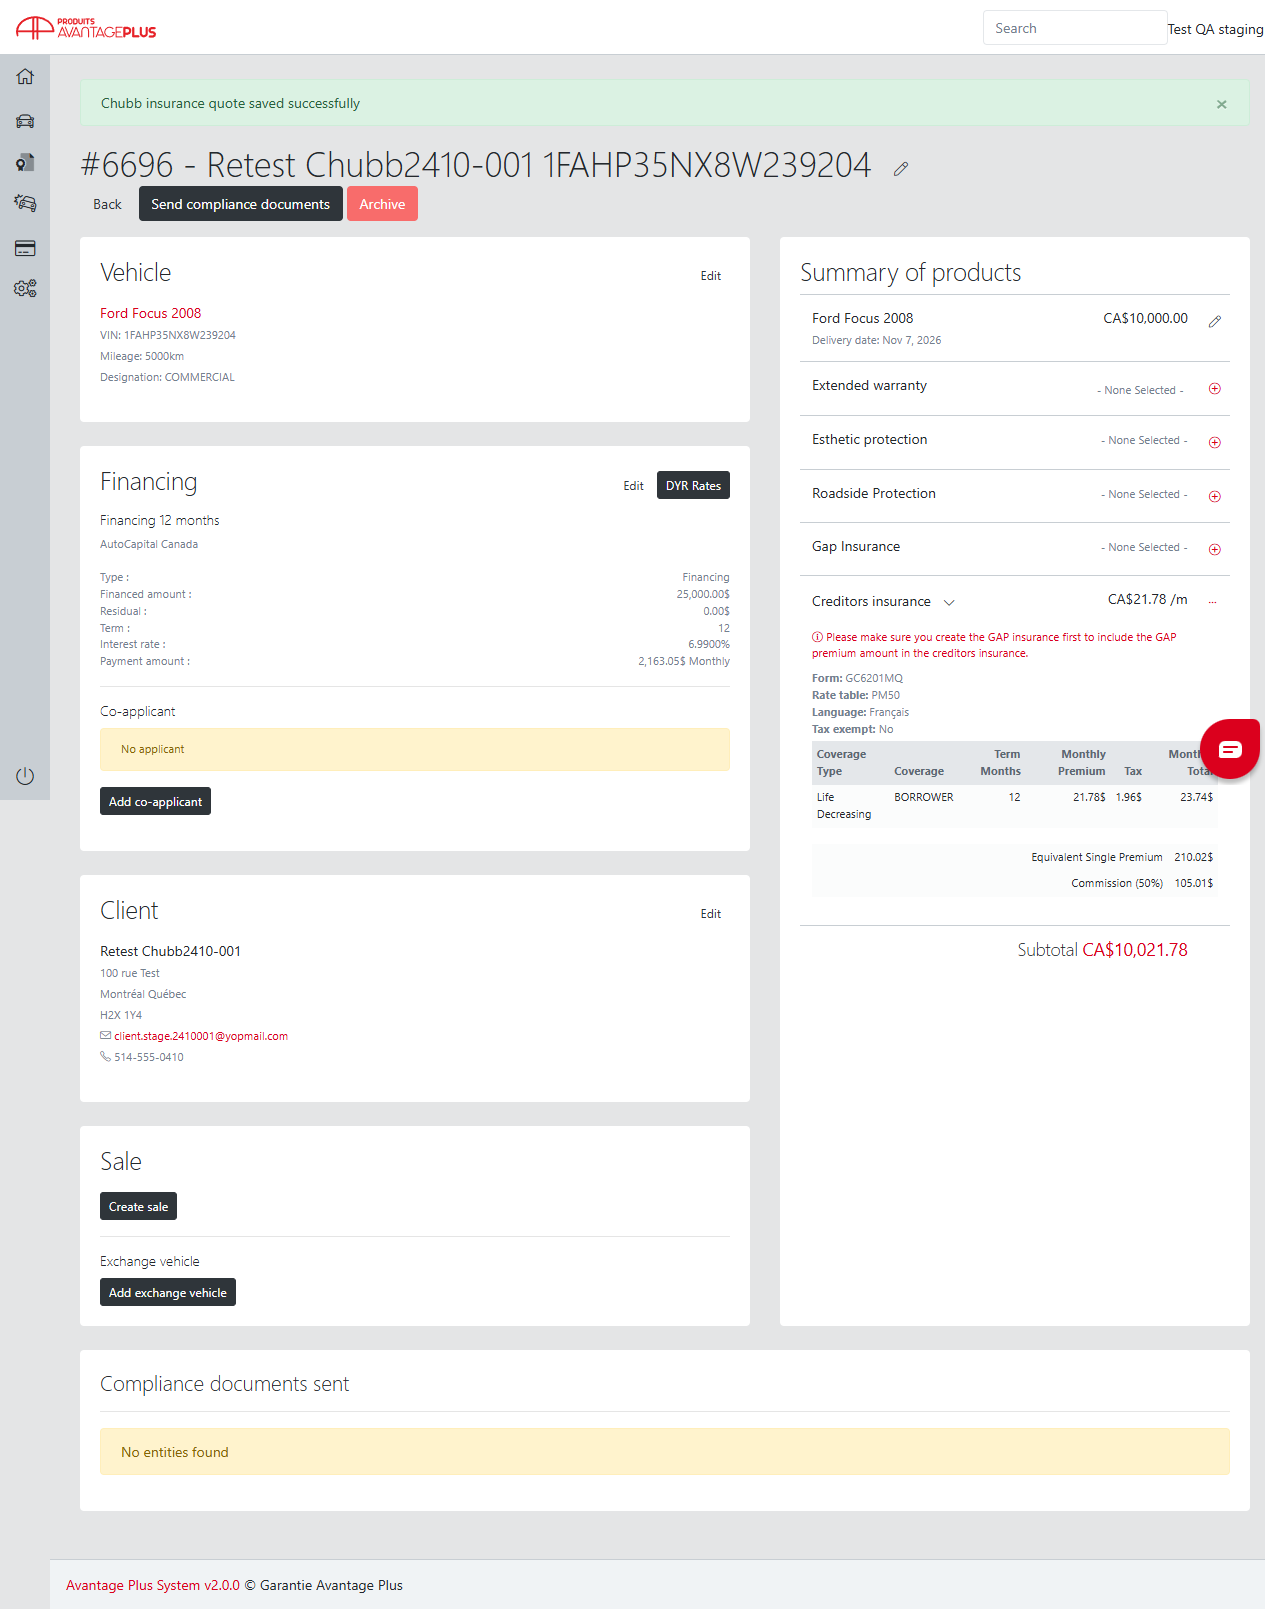 PRODUITS
AVANTAGEPLUS
Search
Test QA staging
Chubb insurance quote saved successfully
×
#6696 - Retest Chubb2410-001 1FAHP35NX8W239204
Back
Send compliance documents
Archive
Vehicle
Edit
Ford Focus 2008
VIN: 1FAHP35NX8W239204
Mileage: 5000km
Designation: COMMERCIAL
Financing
Edit
DYR Rates
Financing 12 months
AutoCapital Canada
Type : Financing
Financed amount : 25,000.00$
Residual : 0.00$
Term : 12
Interest rate : 6.9900%
Payment amount : 2,163.05$ Monthly
Co-applicant
No applicant
Add co-applicant
Client
Edit
Retest Chubb2410-001
100 rue Test
Montréal Québec
H2X 1Y4
client.stage.2410001@yopmail.com
514-555-0410
Sale
Create sale
Exchange vehicle
Add exchange vehicle
Summary of products
Ford Focus 2008 CA$10,000.00
Delivery date: Nov 7, 2026
Extended warranty - None Selected -
Esthetic protection - None Selected -
Roadside Protection - None Selected -
Gap Insurance - None Selected -
Creditors insurance CA$21.78 /m ...
Please make sure you create the GAP insurance first to include the GAP
premium amount in the creditors insurance.
Form: GC6201MQ
Rate table: PM50
Language: Français
Tax exempt: No
Coverage Term Monthly
Type Coverage Months Premium Tax
Life BORROWER 12 21.78$ 1.96$ 23.74$
Decreasing
Equivalent Single Premium 210.02$
Commission (50%) 105.01$
Subtotal CA$10,021.78
Compliance documents sent
No entities found
Avantage Plus System v2.0.0 © Garantie Avantage Plus